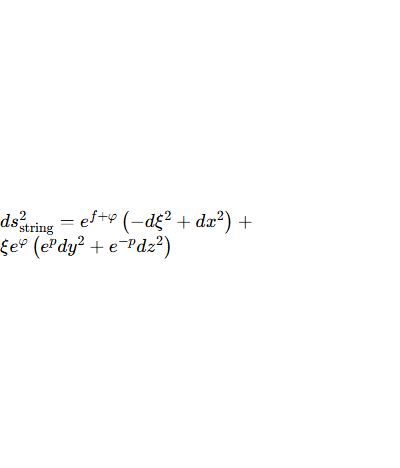 ds²_string = e^{f+φ} (−dξ² + dx²) +
ξe^φ (e^p dy² + e^{−p} dz²)